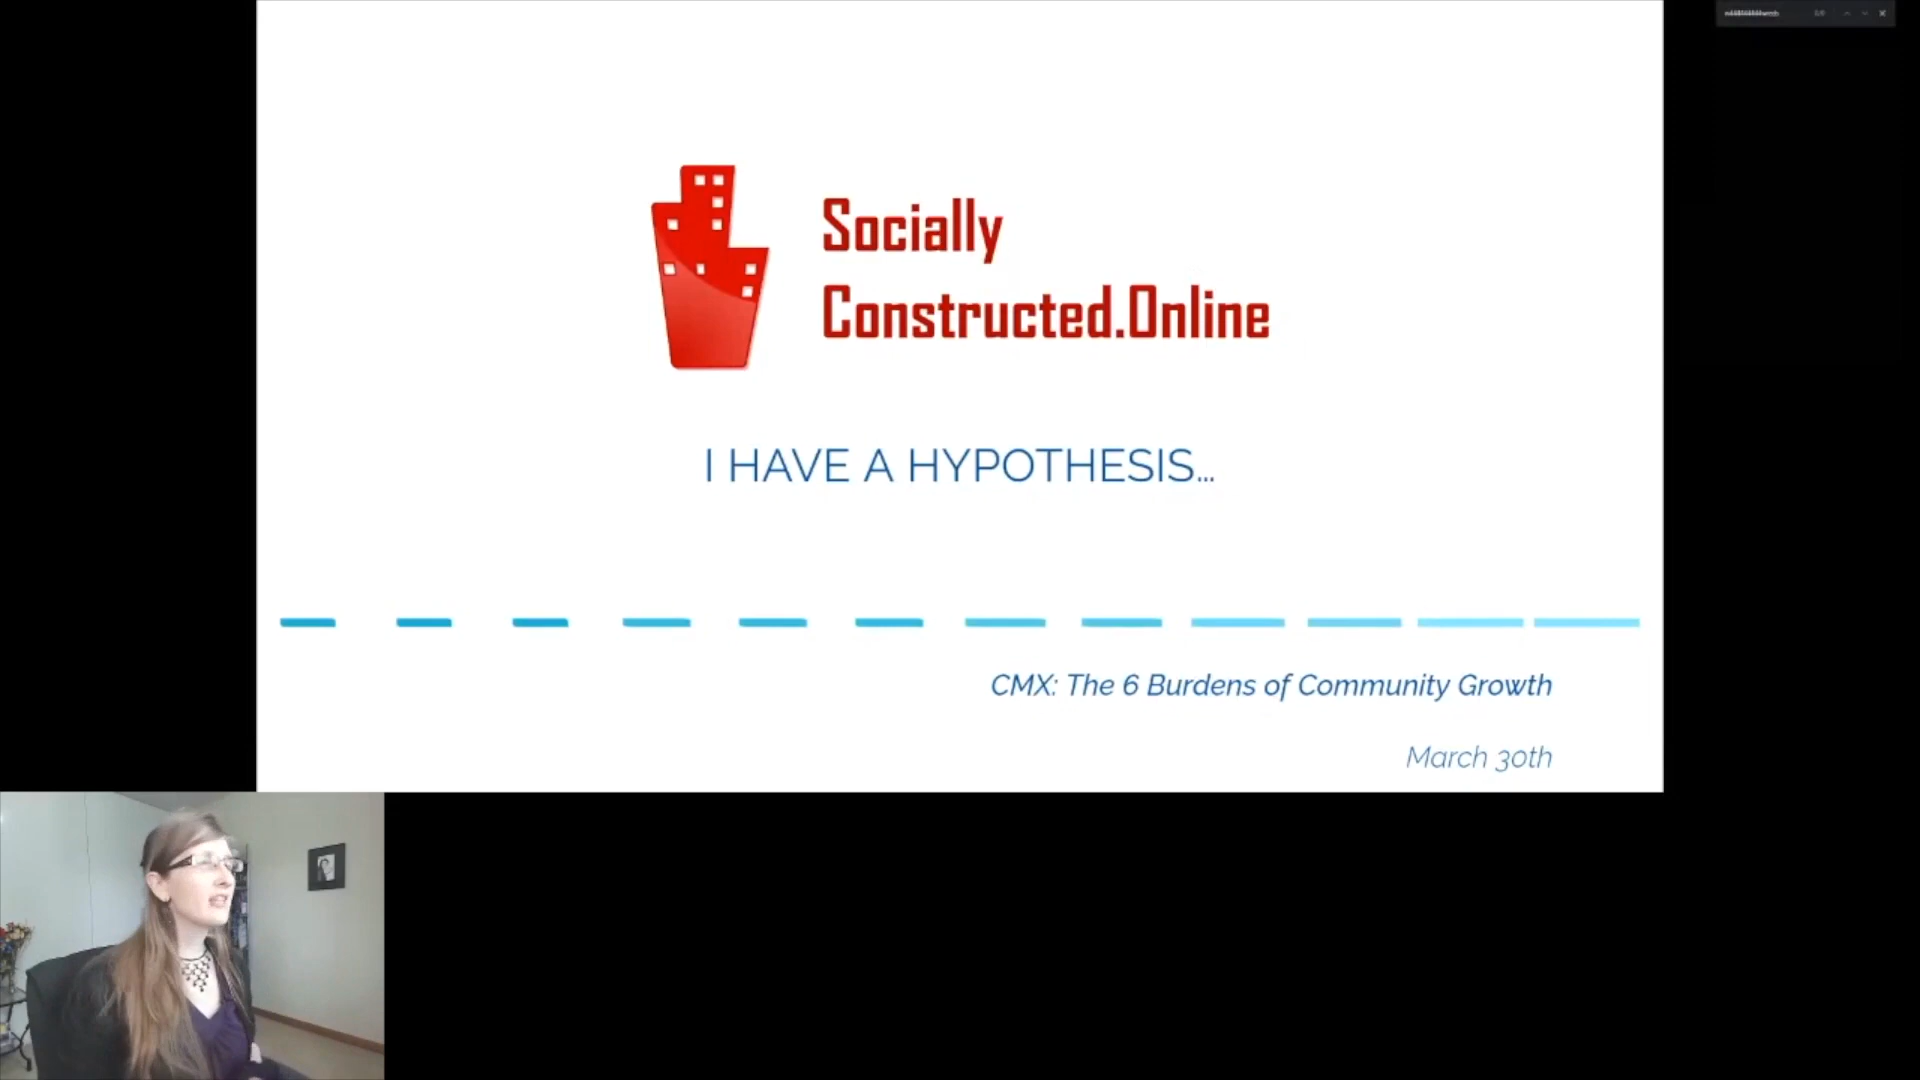 Socially
Constructed.Online
I HAVE A HYPOTHESIS...
CMX: The 6 Burdens of Community Growth
March 30th